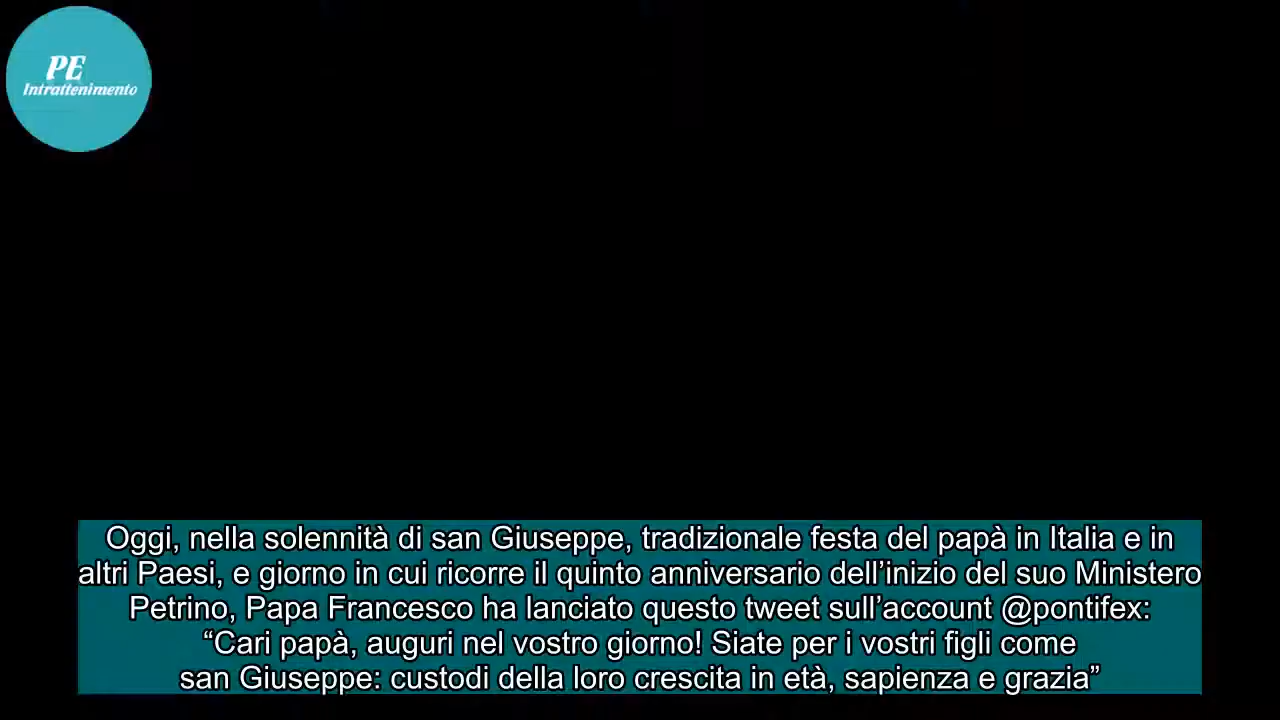 PE
Intrattenimento
Oggi, nella solennità di san Giuseppe, tradizionale festa del papà in Italia e in
altri Paesi, e giorno in cui ricorre il quinto anniversario dell’inizio del suo Ministero
Petrino, Papa Francesco ha lanciato questo tweet sull’account @pontifex:
“Cari papà, auguri nel vostro giorno! Siate per i vostri figli come
san Giuseppe: custodi della loro crescita in età, sapienza e grazia”